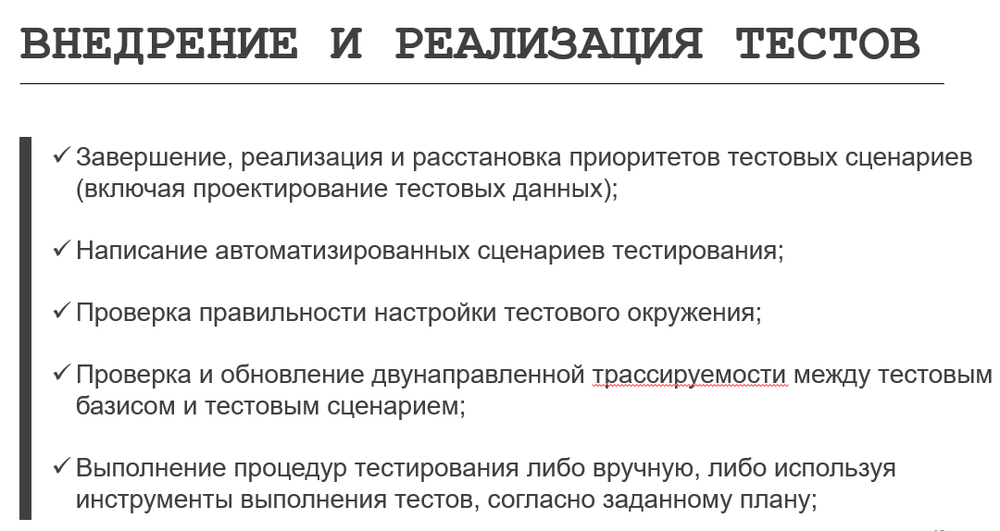 ВНЕДРЕНИЕ И РЕАЛИЗАЦИЯ ТЕСТОВ
✓ Завершение, реализация и расстановка приоритетов тестовых сценариев
(включая проектирование тестовых данных);
✓ Написание автоматизированных сценариев тестирования;
✓ Проверка правильности настройки тестового окружения;
✓ Проверка и обновление двунаправленной трассируемости между тестовым
базисом и тестовым сценарием;
✓ Выполнение процедур тестирования либо вручную, либо используя
инструменты выполнения тестов, согласно заданному плану;